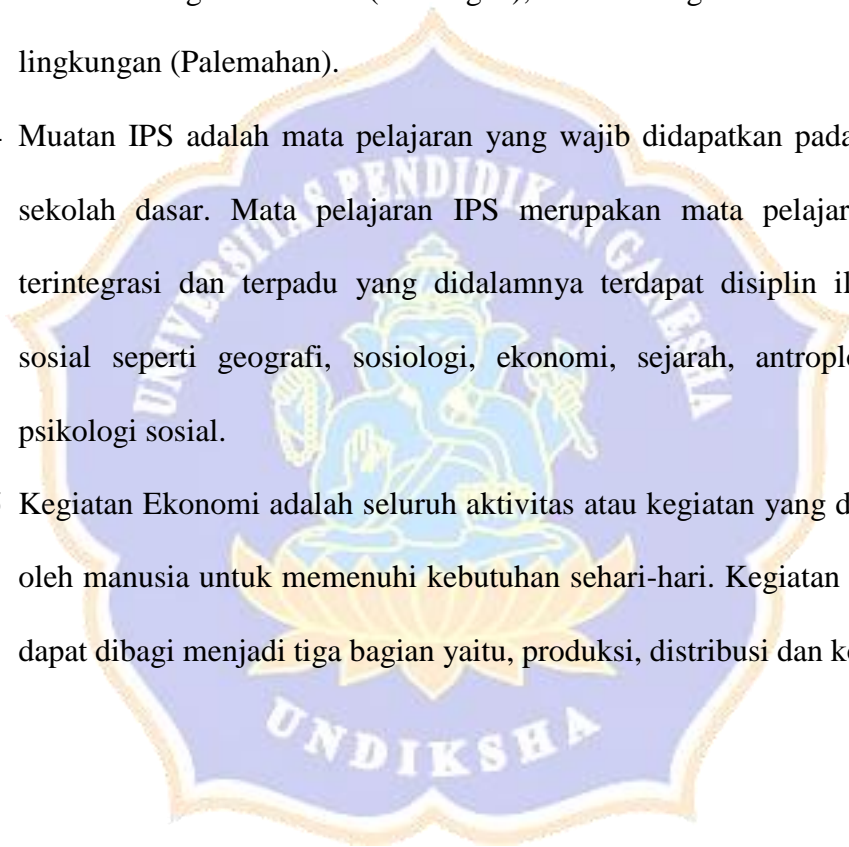 lingkungan (Palemahan).
Muatan IPS adalah mata pelajaran yang wajib didapatkan pada
sekolah dasar. Mata pelajaran IPS merupakan mata
terintegrasi dan terpadu yang didalamnya terdapat disiplin
sosial seperti geografi, sosiologi, ekonomi, sejarah,
psikologi sosial.
Kegiatan Ekonomi adalah seluruh aktivitas atau kegiatan yang
oleh manusia untuk memenuhi kebutuhan sehari-hari. Kegiatan
dapat dibagi menjadi tiga bagian yaitu, produksi, distribusi dan
UNIVERSITAS PENDIDIKAN GANESHA
UNDIKSHA